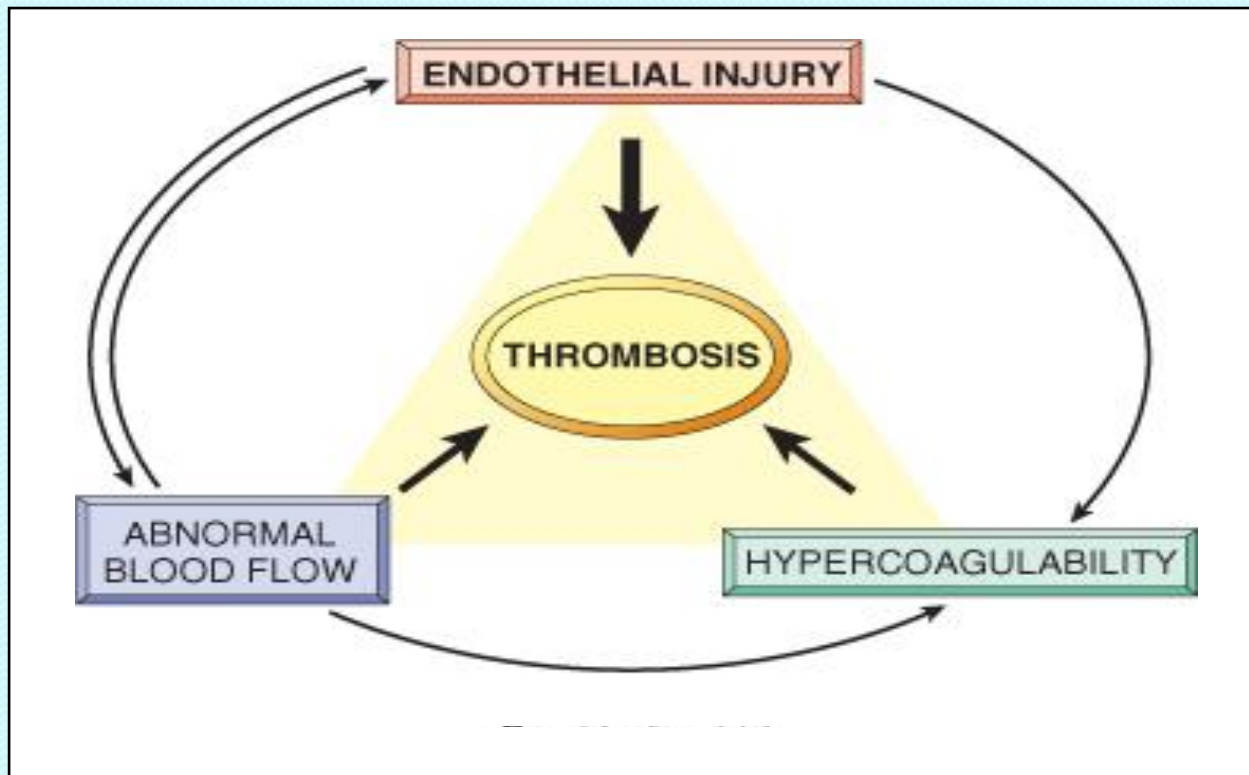 ENDOTHELIAL INJURY
THROMBOSIS
ABNORMAL
BLOOD FLOW
HYPERCOAGULABILITY